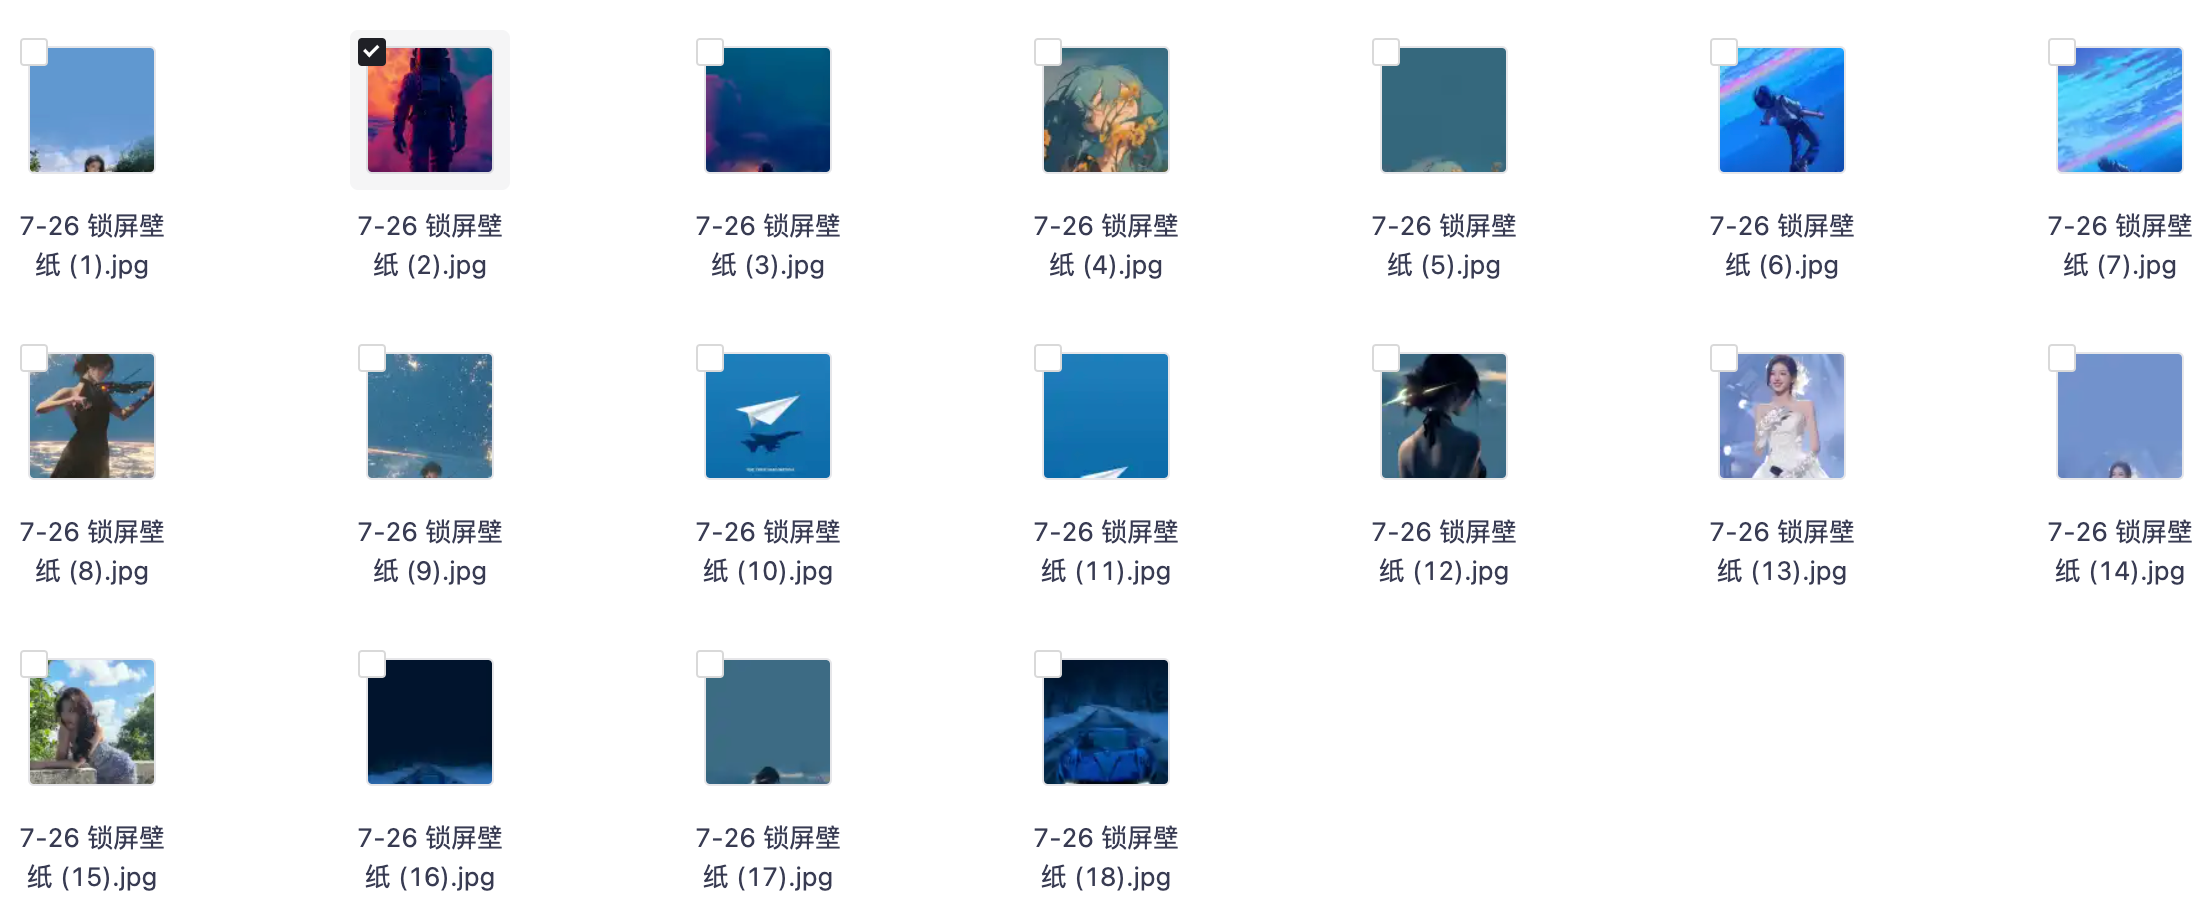 7-26 锁屏壁 7-26 锁屏壁 7-26 锁屏壁 7-26 锁屏壁 7-26 锁屏壁 7-26 锁屏壁 7-26 锁屏壁
纸 (1).jpg 纸 (2).jpg 纸 (3).jpg 纸 (4).jpg 纸 (5).jpg 纸 (6).jpg 纸 (7).jpg
7-26 锁屏壁 7-26 锁屏壁 7-26 锁屏壁 7-26 锁屏壁 7-26 锁屏壁 7-26 锁屏壁 7-26 锁屏壁
纸 (8).jpg 纸 (9).jpg 纸 (10).jpg 纸 (11).jpg 纸 (12).jpg 纸 (13).jpg 纸 (14).jpg
7-26 锁屏壁 7-26 锁屏壁 7-26 锁屏壁 7-26 锁屏壁
纸 (15).jpg 纸 (16).jpg 纸 (17).jpg 纸 (18).jpg